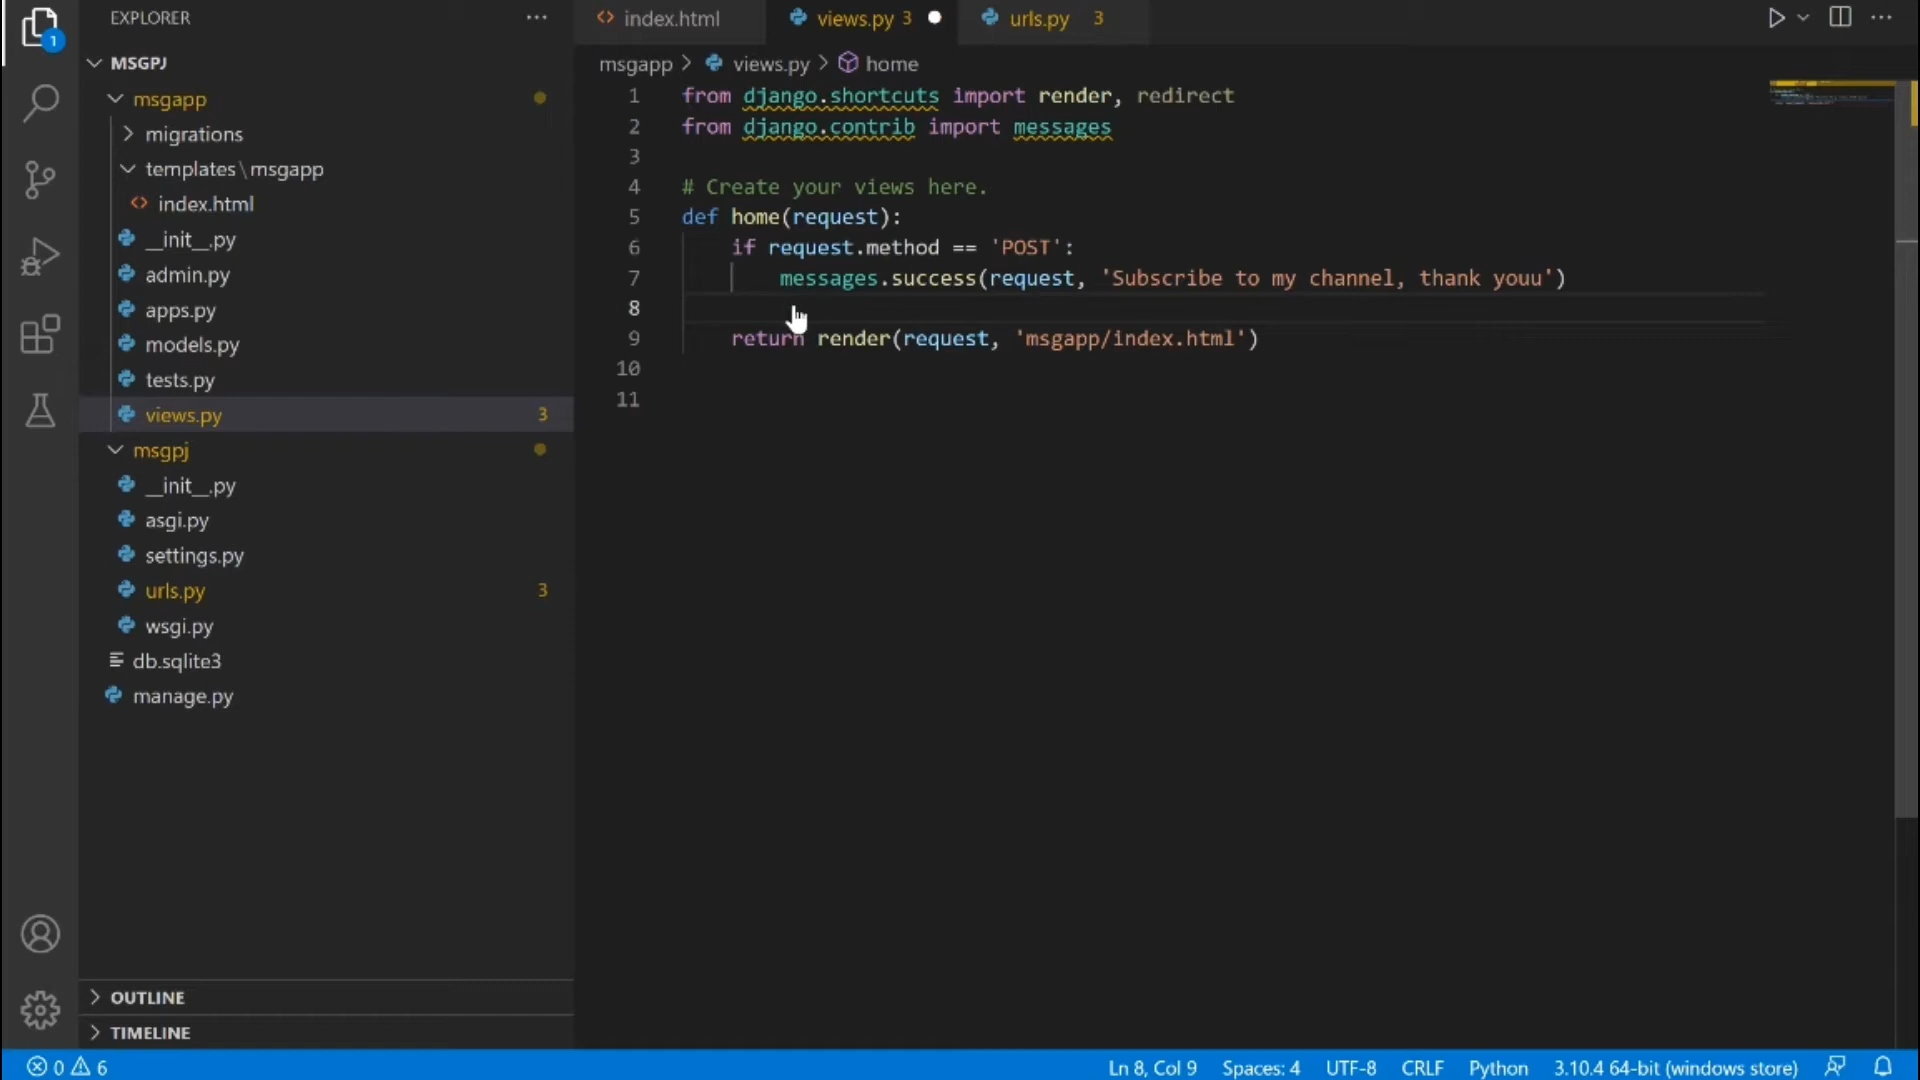 EXPLORER
index.html
views.py 3
urls.py 3
1
MSGPJ
msgapp
migrations
templates\msgapp
index.html
__init__.py
admin.py
apps.py
models.py
tests.py
views.py 3
msgpj
__init__.py
asgi.py
settings.py
urls.py 3
wsgi.py
db.sqlite3
manage.py
OUTLINE
TIMELINE
msgapp > views.py > home
1 from django.shortcuts import render, redirect
2 from django.contrib import messages
3
4 # Create your views here.
5 def home(request):
6 if request.method == 'POST':
7 messages.success(request, 'Subscribe to my channel, thank youu')
8
9 return render(request, 'msgapp/index.html')
10
11
0 6 Ln 8, Col 9 Spaces: 4 UTF-8 CRLF Python 3.10.4 64-bit (windows store)